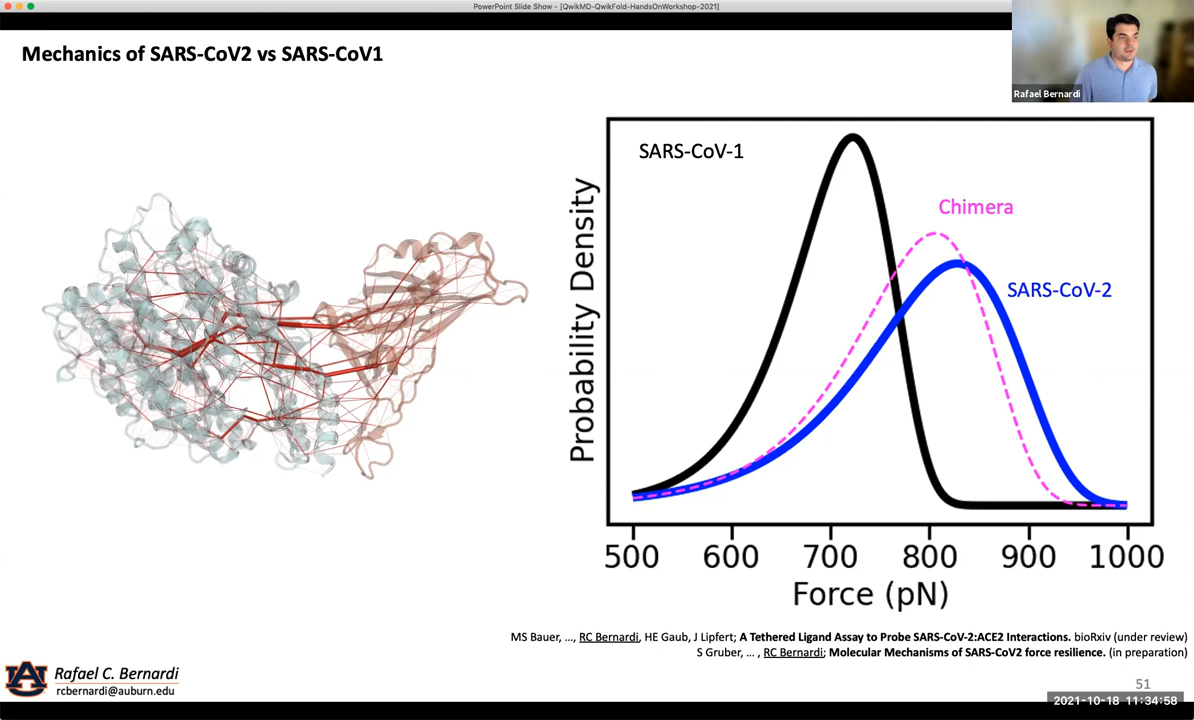 PowerPoint Slide Show - [QwikMD-QwikFold-HandsOnWorkshop-2021]
Mechanics of SARS-CoV2 vs SARS-CoV1
Rafael Bernardi
SARS-CoV-1
Chimera
SARS-CoV-2
Probability Density
500 600 700 800 900 1000
Force (pN)
MS Bauer, ..., RC Bernardi, HE Gaub, J Lipfert; A Tethered Ligand Assay to Probe SARS-CoV-2:ACE2 Interactions. bioRxiv (under review)
S Gruber, ... , RC Bernardi; Molecular Mechanisms of SARS-CoV2 force resilience. (in preparation)
Rafael C. Bernardi
rcbernardi@auburn.edu
51
2021-10-18 11:34:58